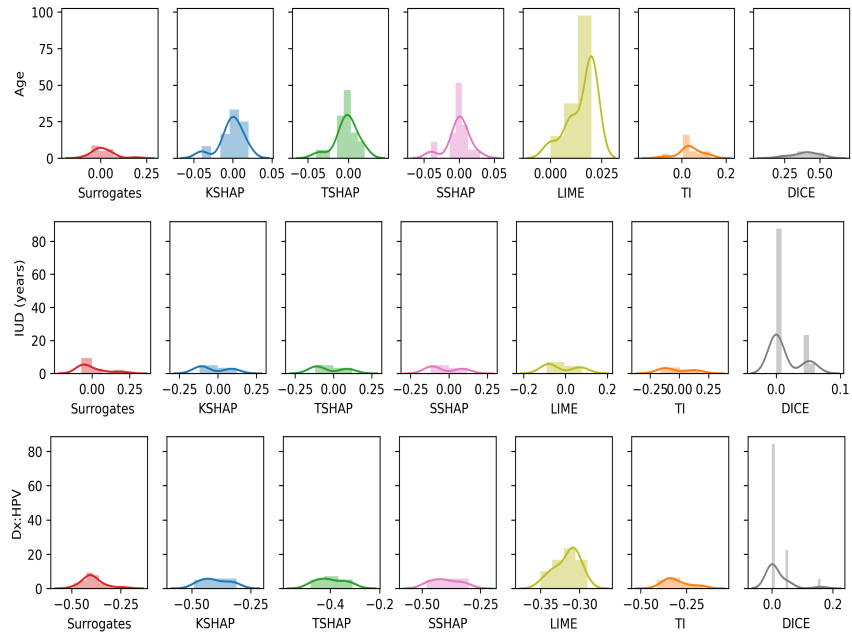 100
75
50
25
0
Age
0.00 0.25
−0.05 0.00 0.05
−0.05 0.00
−0.05 0.00 0.05
0.000 0.025
0.0 0.2
0.25 0.50
Surrogates KSHAP TSHAP SSHAP LIME TI DICE
80
60
40
20
0
IUD (years)
0.00 0.25
−0.25 0.00 0.25
−0.25 0.00 0.25
−0.25 0.00 0.25
−0.2 0.0 0.2
−0.25 0.00 0.25
0.0 0.1
Surrogates KSHAP TSHAP SSHAP LIME TI DICE
80
60
40
20
0
Dx:HPV
−0.50 −0.25
−0.50 −0.25
−0.4 −0.2
−0.50 −0.25
−0.35 −0.30
−0.50 −0.25
0.0 0.2
Surrogates KSHAP TSHAP SSHAP LIME TI DICE